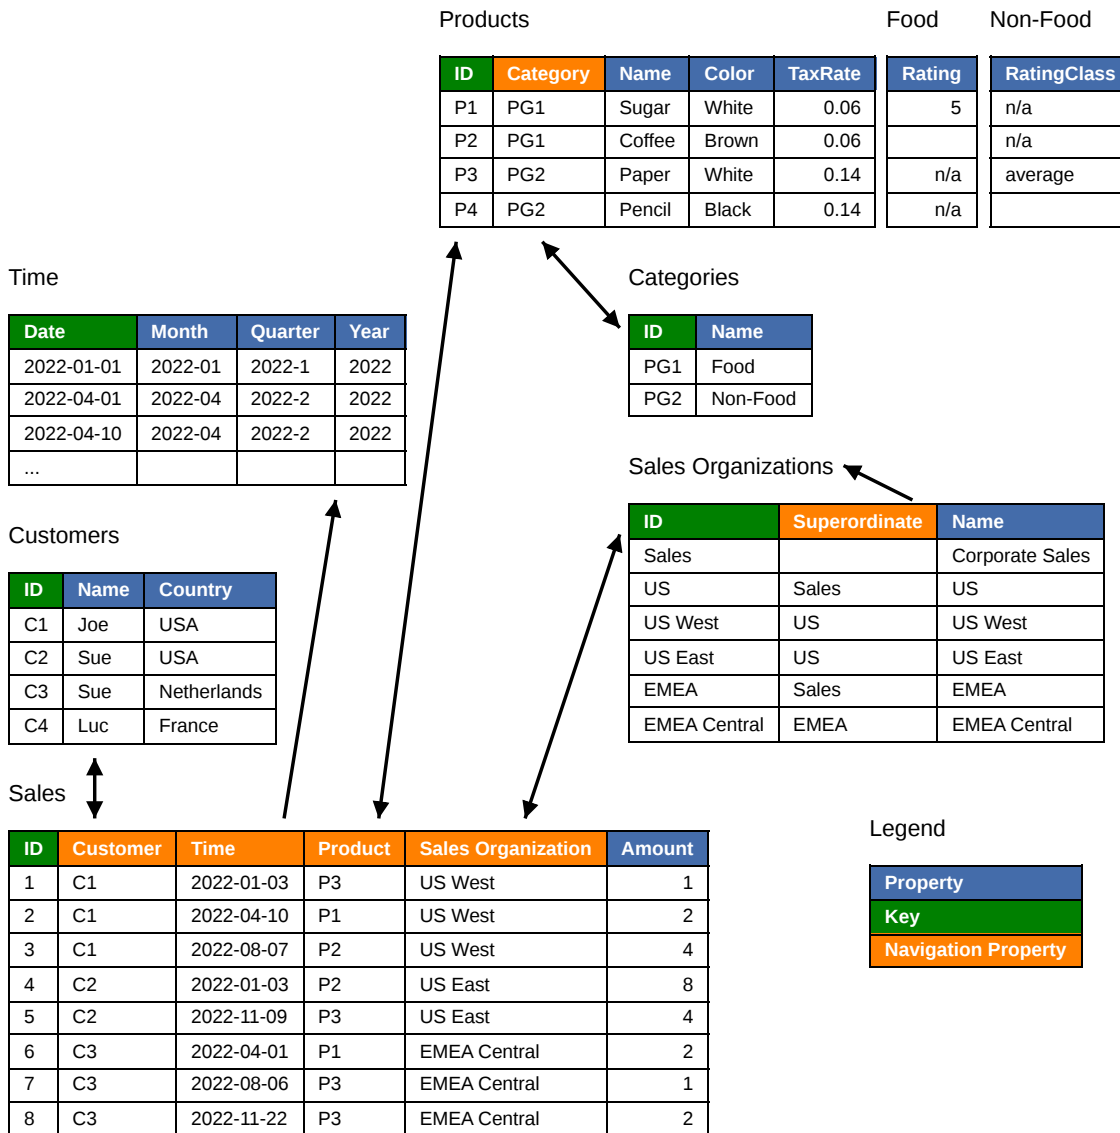 Products Food Non-Food
ID Category Name Color TaxRate Rating RatingClass
P1 PG1 Sugar White 0.06 5 n/a
P2 PG1 Coffee Brown 0.06 n/a
P3 PG2 Paper White 0.14 n/a average
P4 PG2 Pencil Black 0.14 n/a
Time
Date Month Quarter Year
2022-01-01 2022-01 2022-1 2022
2022-04-01 2022-04 2022-2 2022
2022-04-10 2022-04 2022-2 2022
...
Categories
ID Name
PG1 Food
PG2 Non-Food
Sales Organizations
ID Superordinate Name
Sales Corporate Sales
US Sales US
US West US US West
US East US US East
EMEA Sales EMEA
EMEA Central EMEA EMEA Central
Customers
ID Name Country
C1 Joe USA
C2 Sue USA
C3 Sue Netherlands
C4 Luc France
Sales
ID Customer Time Product Sales Organization Amount
1 C1 2022-01-03 P3 US West 1
2 C1 2022-04-10 P1 US West 2
3 C1 2022-08-07 P2 US West 4
4 C2 2022-01-03 P2 US East 8
5 C2 2022-11-09 P3 US East 4
6 C3 2022-04-01 P1 EMEA Central 2
7 C3 2022-08-06 P3 EMEA Central 1
8 C3 2022-11-22 P3 EMEA Central 2
Legend
Property
Key
Navigation Property